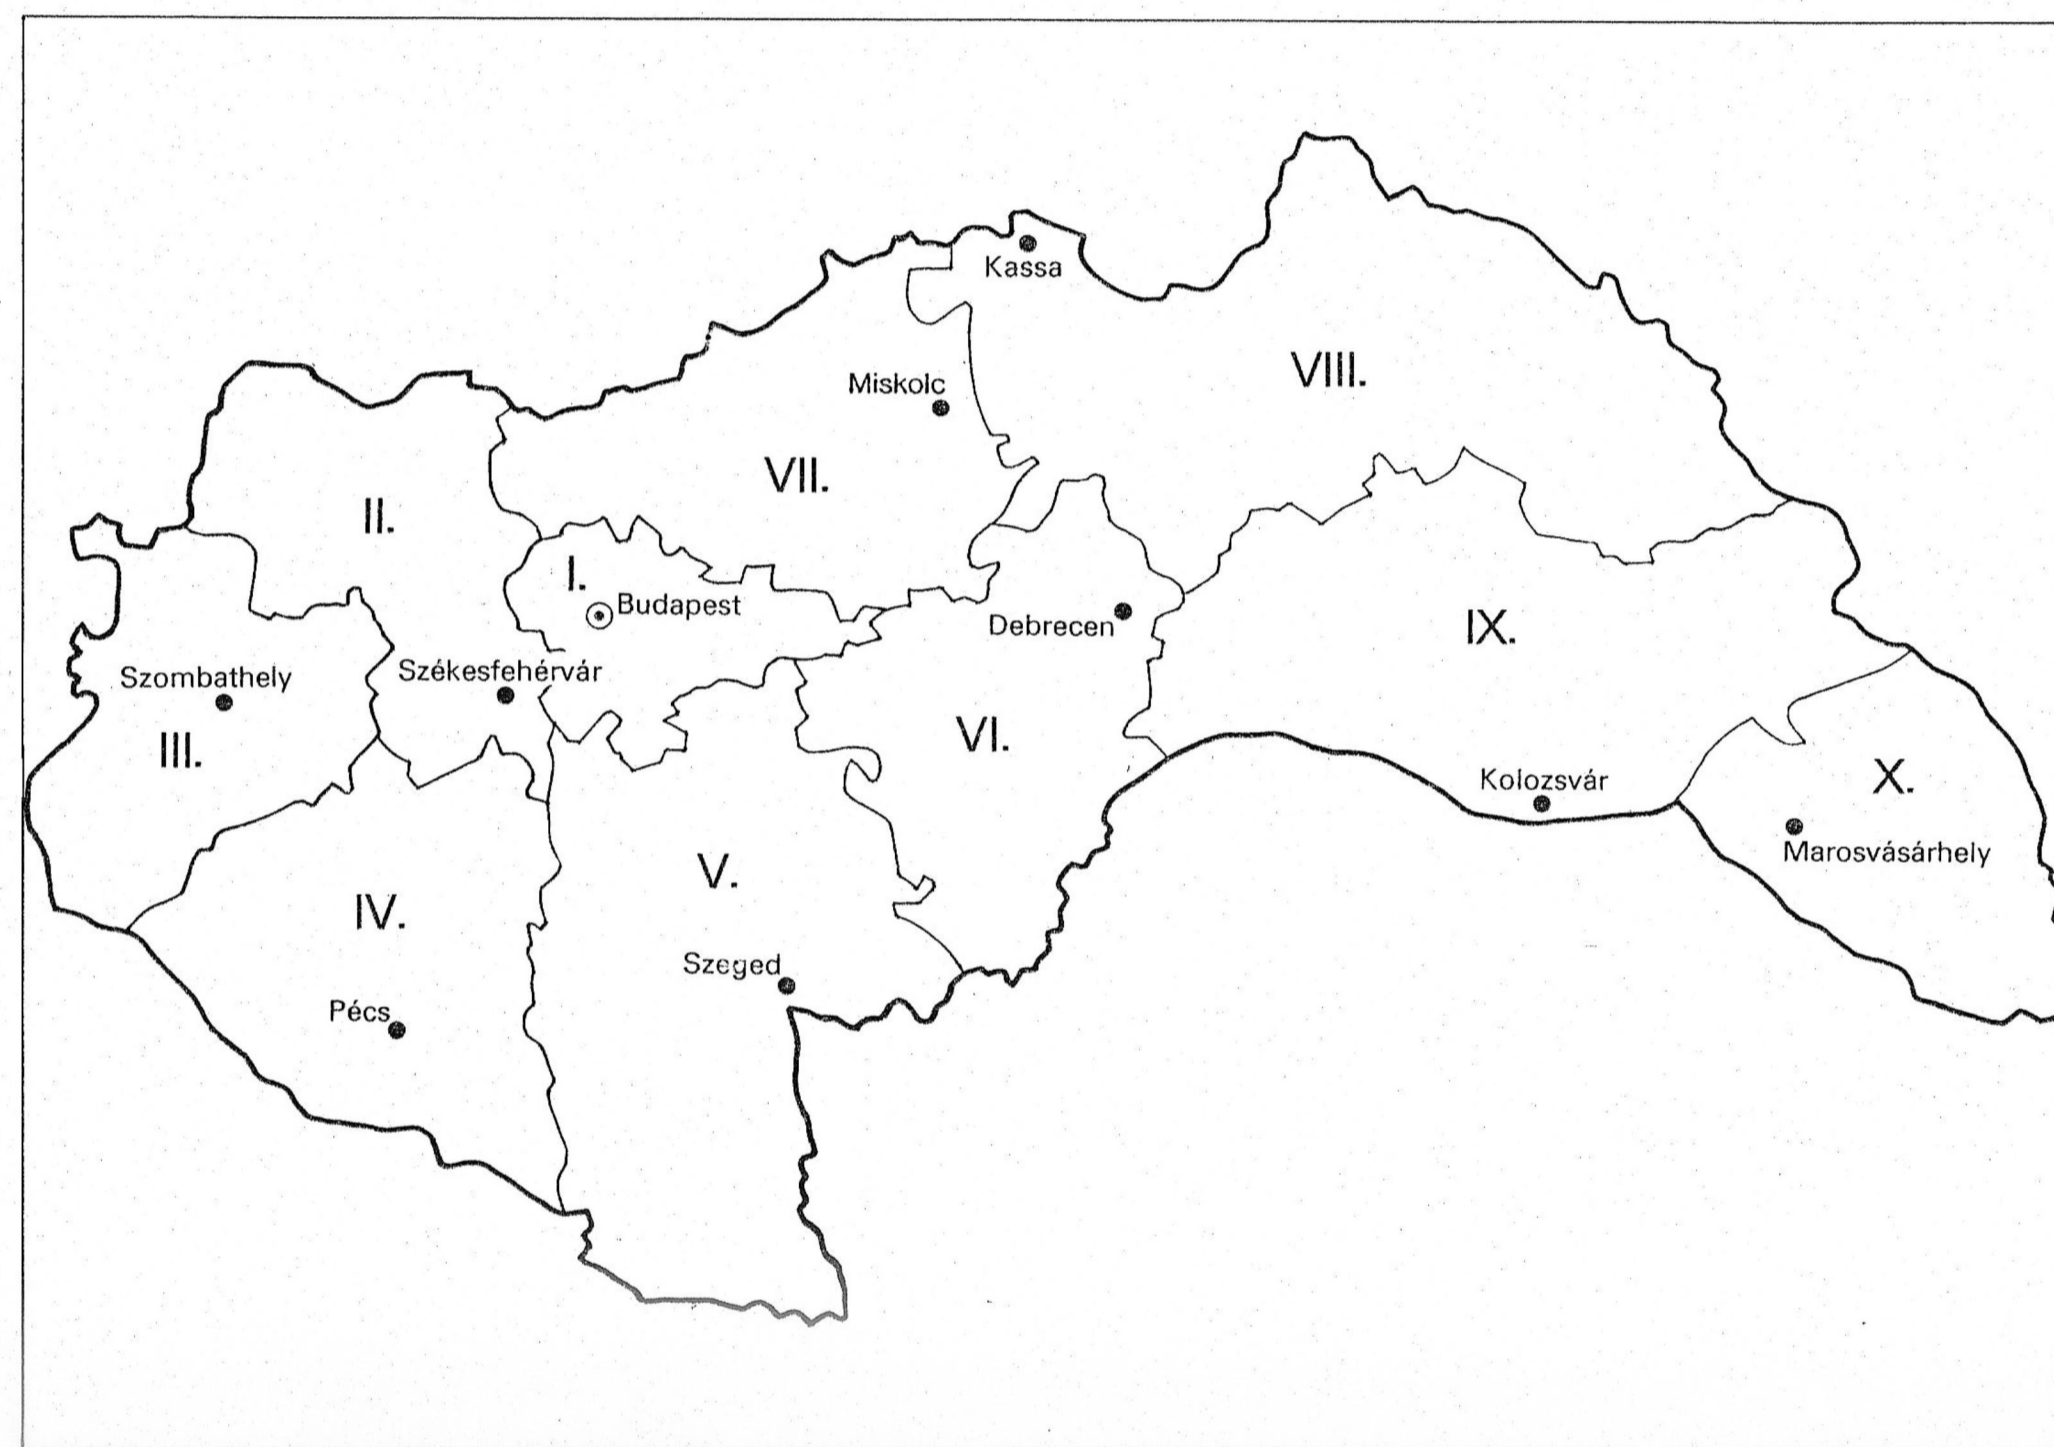 Kassa
VIII.
Miskolc
VII.
II.
I.
Budapest
Debrecen
IX.
Szombathely
Székesfehérvár
III.
VI.
Kolozsvár
X.
Marosvásárhely
V.
IV.
Szeged
Pécs